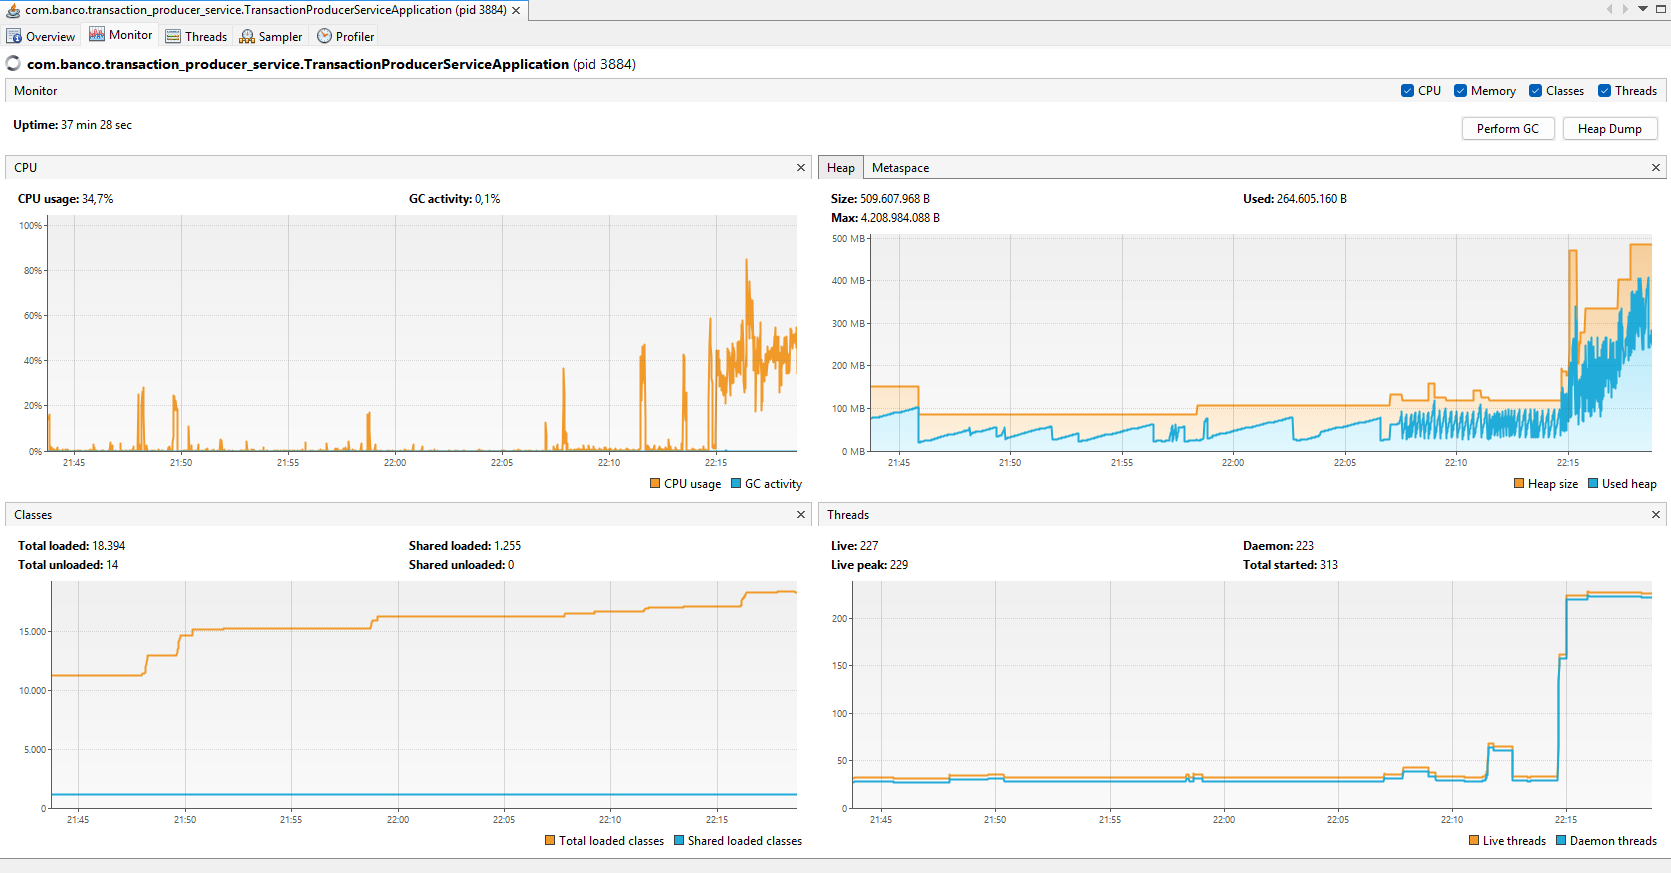 com.banco.transaction_producer_service.TransactionProducerServiceApplication (pid 3884)
Overview Monitor Threads Sampler Profiler
com.banco.transaction_producer_service.TransactionProducerServiceApplication (pid 3884)
Monitor CPU Memory Classes Threads
Uptime: 37 min 28 sec
Perform GC Heap Dump
CPU
CPU usage: 34,7% GC activity: 0,1%
100%
80%
60%
40%
20%
0%
21:45 21:50 21:55 22:00 22:05 22:10 22:15
CPU usage GC activity
Heap Metaspace
Size: 509.607.968 B Used: 264.605.160 B
Max: 4.208.984.088 B
500 MB
400 MB
300 MB
200 MB
100 MB
0 MB
21:45 21:50 21:55 22:00 22:05 22:10 22:15
Heap size Used heap
Classes
Total loaded: 18.394 Shared loaded: 1.255
Total unloaded: 14 Shared unloaded: 0
15.000
10.000
5.000
0
21:45 21:50 21:55 22:00 22:05 22:10 22:15
Total loaded classes Shared loaded classes
Threads
Live: 227 Daemon: 223
Live peak: 229 Total started: 313
200
150
100
50
0
21:45 21:50 21:55 22:00 22:05 22:10 22:15
Live threads Daemon threads